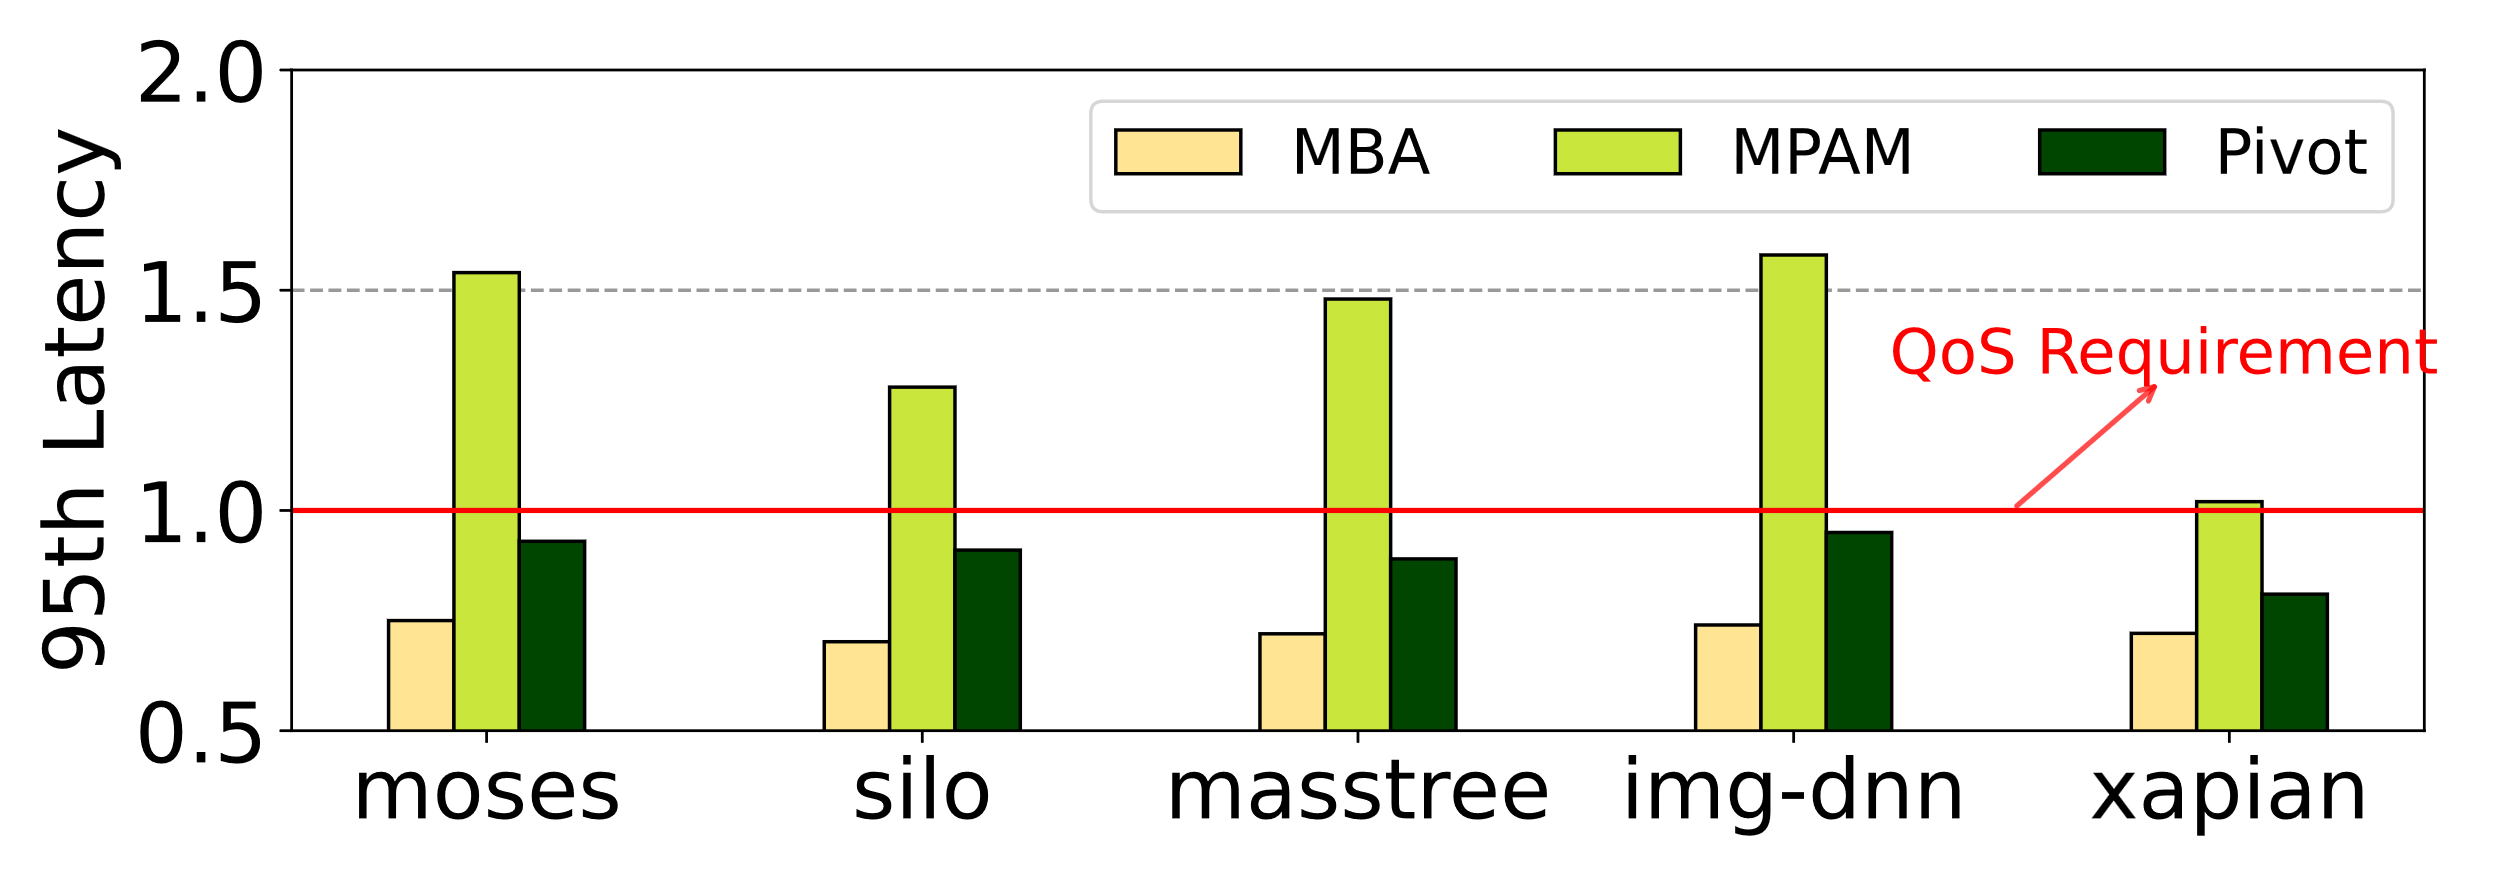 95th Latency
2.0
1.5
1.0
0.5
MBA MPAM Pivot
QoS Requirement
moses silo masstree img-dnn xapian